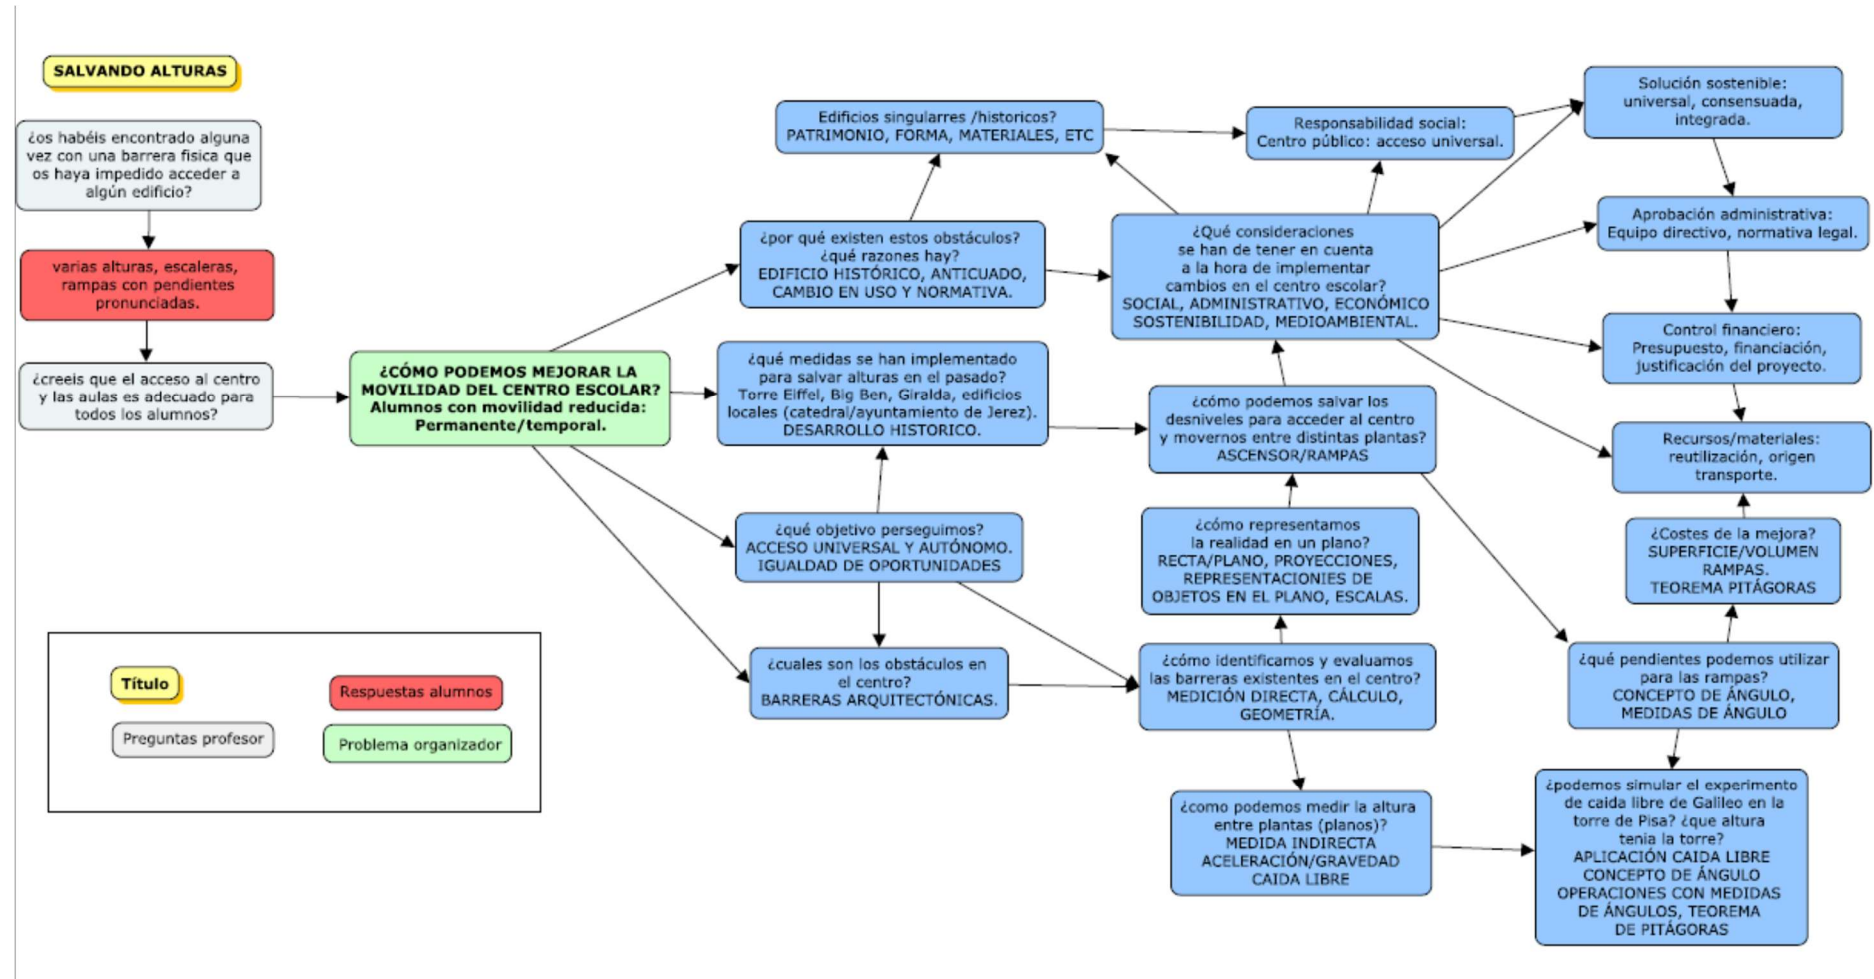 SALVANDO ALTURAS
¿os habéis encontrado alguna
vez con una barrera fisica que
os haya impedido acceder a
algún edificio?
varias alturas, escaleras,
rampas con pendientes
pronunciadas.
¿creeis que el acceso al centro
y las aulas es adecuado para
todos los alumnos?
¿CÓMO PODEMOS MEJORAR LA
MOVILIDAD DEL CENTRO ESCOLAR?
Alumnos con movilidad reducida:
Permanente/temporal.
Edificios singularres /historicos?
PATRIMONIO, FORMA, MATERIALES, ETC
¿por qué existen estos obstáculos?
¿qué razones hay?
EDIFICIO HISTÓRICO, ANTICUADO,
CAMBIO EN USO Y NORMATIVA.
¿qué medidas se han implementado
para salvar alturas en el pasado?
Torre Eiffel, Big Ben, Giralda, edificios
locales (catedral/ayuntamiento de Jerez).
DESARROLLO HISTORICO.
¿qué objetivo perseguimos?
ACCESO UNIVERSAL Y AUTÓNOMO.
IGUALDAD DE OPORTUNIDADES
¿cuales son los obstáculos en
el centro?
BARRERAS ARQUITECTÓNICAS.
Responsabilidad social:
Centro público: acceso universal.
¿Qué consideraciones
se han de tener en cuenta
a la hora de implementar
cambios en el centro escolar?
SOCIAL, ADMINISTRATIVO, ECONÓMICO
SOSTENIBILIDAD, MEDIOAMBIENTAL.
¿cómo podemos salvar los
desniveles para acceder al centro
y movernos entre distintas plantas?
ASCENSOR/RAMPAS
¿cómo representamos
la realidad en un plano?
RECTA/PLANO, PROYECCIONES,
REPRESENTACIONIES DE
OBJETOS EN EL PLANO, ESCALAS.
¿cómo identificamos y evaluamos
las barreras existentes en el centro?
MEDICIÓN DIRECTA, CÁLCULO,
GEOMETRÍA.
¿como podemos medir la altura
entre plantas (planos)?
MEDIDA INDIRECTA
ACELERACIÓN/GRAVEDAD
CAIDA LIBRE
Solución sostenible:
universal, consensuada,
integrada.
Aprobación administrativa:
Equipo directivo, normativa legal.
Control financiero:
Presupuesto, financiación,
justificación del proyecto.
Recursos/materiales:
reutilización, origen
transporte.
¿Costes de la mejora?
SUPERFICIE/VOLUMEN
RAMPAS.
TEOREMA PITÁGORAS
¿qué pendientes podemos utilizar
para las rampas?
CONCEPTO DE ÁNGULO,
MEDIDAS DE ÁNGULO
¿podemos simular el experimento
de caida libre de Galileo en la
torre de Pisa? ¿que altura
tenia la torre?
APLICACIÓN CAIDA LIBRE
CONCEPTO DE ÁNGULO
OPERACIONES CON MEDIDAS
DE ÁNGULOS, TEOREMA
DE PITÁGORAS
Título
Respuestas alumnos
Preguntas profesor
Problema organizador